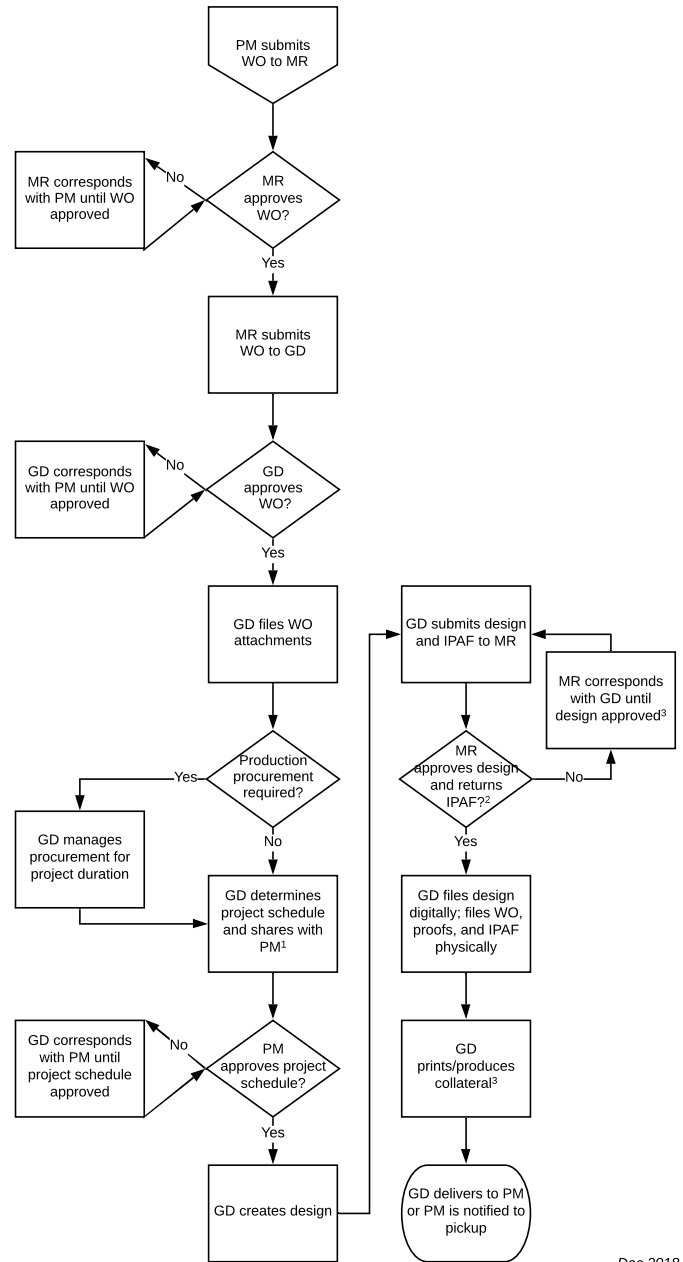 PM submits
WO to MR
MR
approves
WO?
No
MR corresponds
with PM until WO
approved
Yes
MR submits
WO to GD
GD
approves
WO?
No
GD corresponds
with PM until WO
approved
Yes
GD files WO
attachments
Production
procurement
required?
Yes
GD manages
procurement for
project duration
No
GD determines
project schedule
and shares with
PM¹
PM
approves project
schedule?
No
GD corresponds
with PM until
project schedule
approved
Yes
GD creates design
GD submits design
and IPAF to MR
MR
approves design
and returns
IPAF?²
No
MR corresponds
with GD until
design approved³
Yes
GD files design
digitally; files WO,
proofs, and IPAF
physically
GD
prints/produces
collateral³
GD delivers to PM
or PM is notified to
pickup
Dec 2018